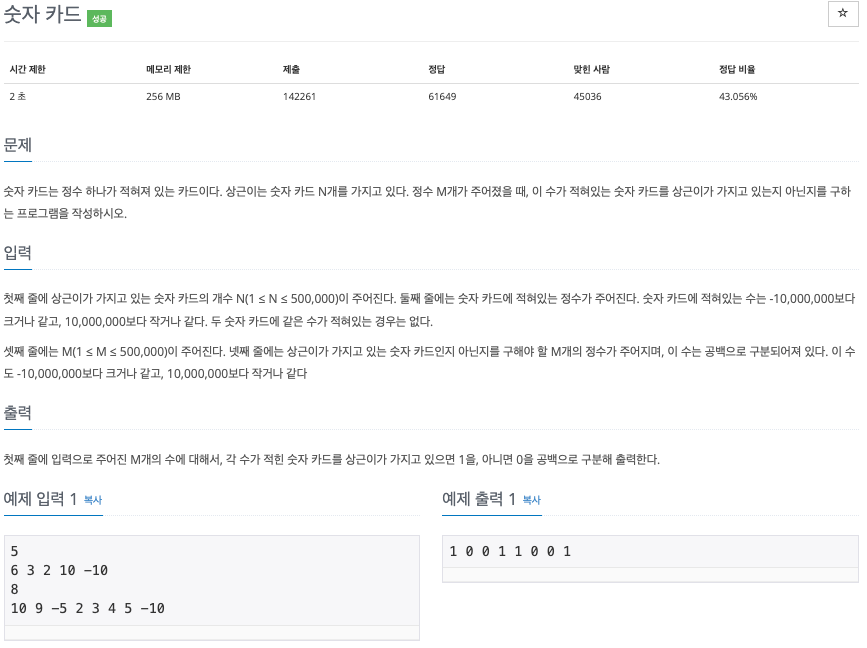 숫자 카드 성공
☆
시간 제한 메모리 제한 제출 정답 맞힌 사람 정답 비율
2 초 256 MB 142261 61649 45036 43.056%
문제
숫자 카드는 정수 하나가 적혀져 있는 카드이다. 상근이는 숫자 카드 N개를 가지고 있다. 정수 M개가 주어졌을 때, 이 수가 적혀있는 숫자 카드를 상근이가 가지고 있는지 아닌지를 구하
는 프로그램을 작성하시오.
입력
첫째 줄에 상근이가 가지고 있는 숫자 카드의 개수 N(1 ≤ N ≤ 500,000)이 주어진다. 둘째 줄에는 숫자 카드에 적혀있는 정수가 주어진다. 숫자 카드에 적혀있는 수는 -10,000,000보다
크거나 같고, 10,000,000보다 작거나 같다. 두 숫자 카드에 같은 수가 적혀있는 경우는 없다.
셋째 줄에는 M(1 ≤ M ≤ 500,000)이 주어진다. 넷째 줄에는 상근이가 가지고 있는 숫자 카드인지 아닌지를 구해야 할 M개의 정수가 주어지며, 이 수는 공백으로 구분되어져 있다. 이 수
도 -10,000,000보다 크거나 같고, 10,000,000보다 작거나 같다
출력
첫째 줄에 입력으로 주어진 M개의 수에 대해서, 각 수가 적힌 숫자 카드를 상근이가 가지고 있으면 1을, 아니면 0을 공백으로 구분해 출력한다.
예제 입력 1 복사
5
6 3 2 10 -10
8
10 9 -5 2 3 4 5 -10
예제 출력 1 복사
1 0 0 1 1 0 0 1